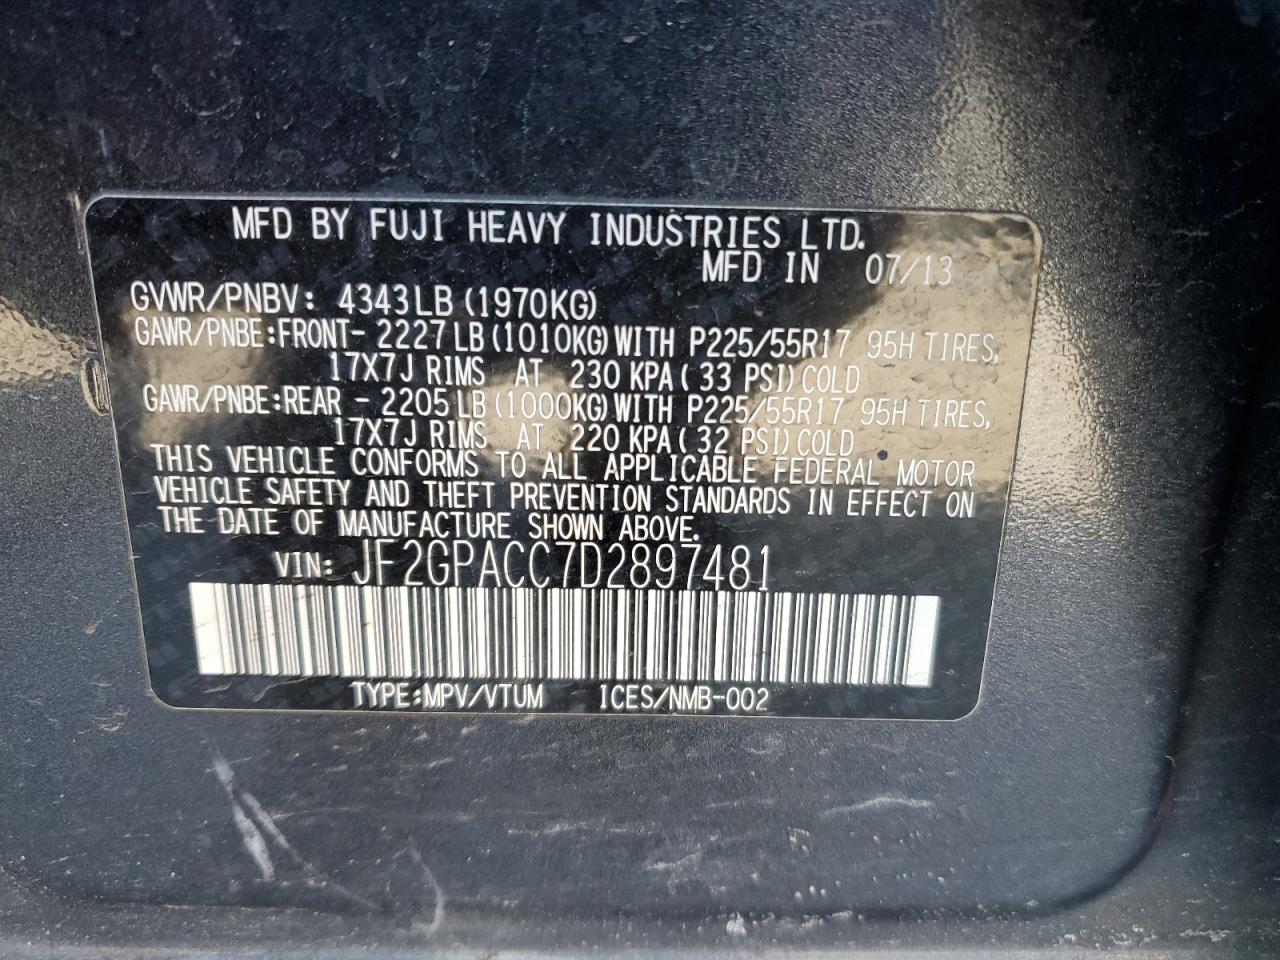 MFD BY FUJI HEAVY INDUSTRIES LTD.
MFD IN 07/13
GVWR/PNBV: 4343LB (1970KG)
GAWR/PNBE:FRONT- 2227 LB (1010KG) WITH P225/55R17 95H TIRES,
17X7J RIMS AT 230 KPA ( 33 PSI) COLD
GAWR/PNBE:REAR - 2205 LB (1000KG) WITH P225/55R17 95H TIRES,
17X7J RIMS AT 220 KPA ( 32 PSI) COLD
THIS VEHICLE CONFORMS TO ALL APPLICABLE FEDERAL MOTOR
VEHICLE SAFETY AND THEFT PREVENTION STANDARDS IN EFFECT ON
THE DATE OF MANUFACTURE SHOWN ABOVE.
VIN: JF2GPACC7D2897481
TYPE:MPV/VTUM ICES/NMB-002